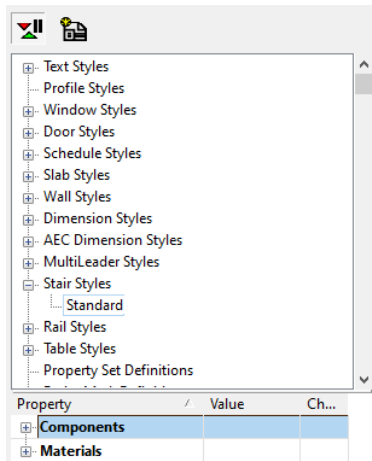 Text Styles
Profile Styles
Window Styles
Door Styles
Schedule Styles
Slab Styles
Wall Styles
Dimension Styles
AEC Dimension Styles
MultiLeader Styles
Stair Styles
Standard
Rail Styles
Table Styles
Property Set Definitions
Property Value Ch...
Components
Materials